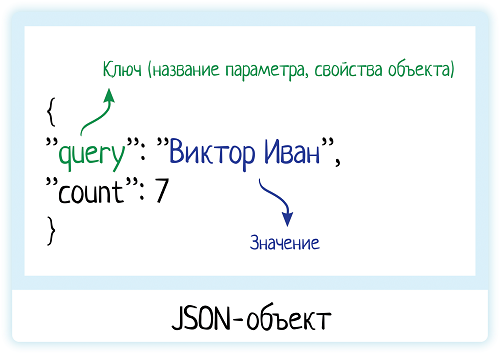 Ключ (название параметра, свойства объекта)
{
"query": "Виктор Иван",
"count": 7
}
Значение
JSON-объект